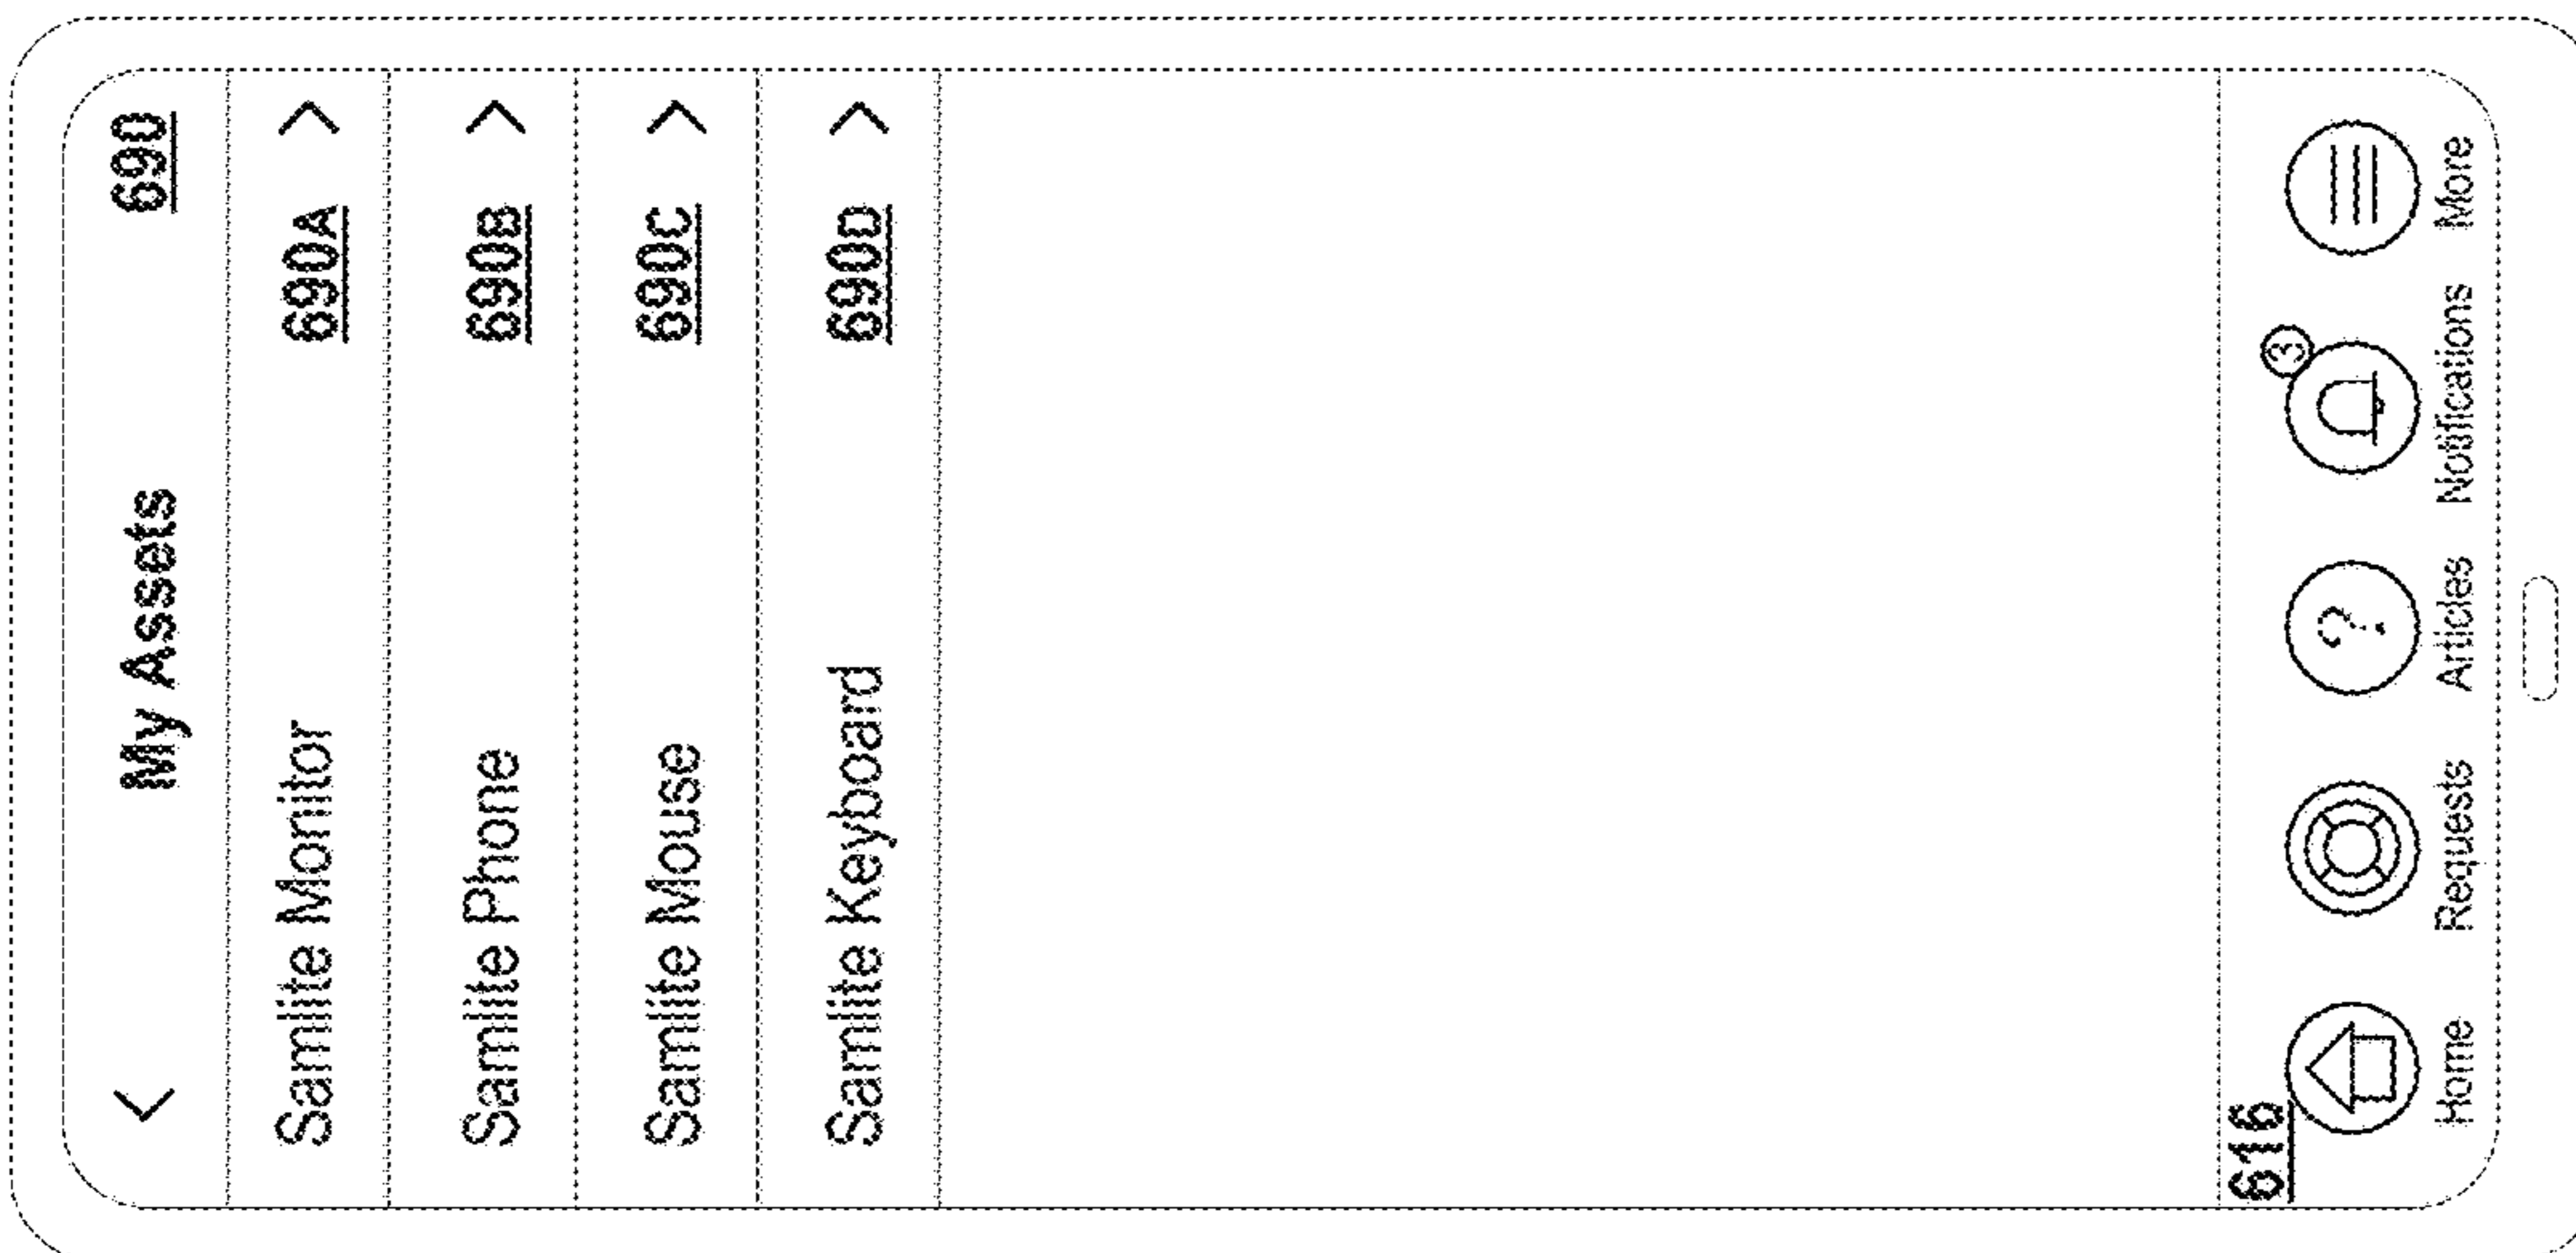 < My Assets 690
Samlite Monitor 690A >
Samlite Phone 690B >
Samlite Mouse 690C >
Samlite Keyboard 690D >
616
3
?
Home Requests Articles Notifications More